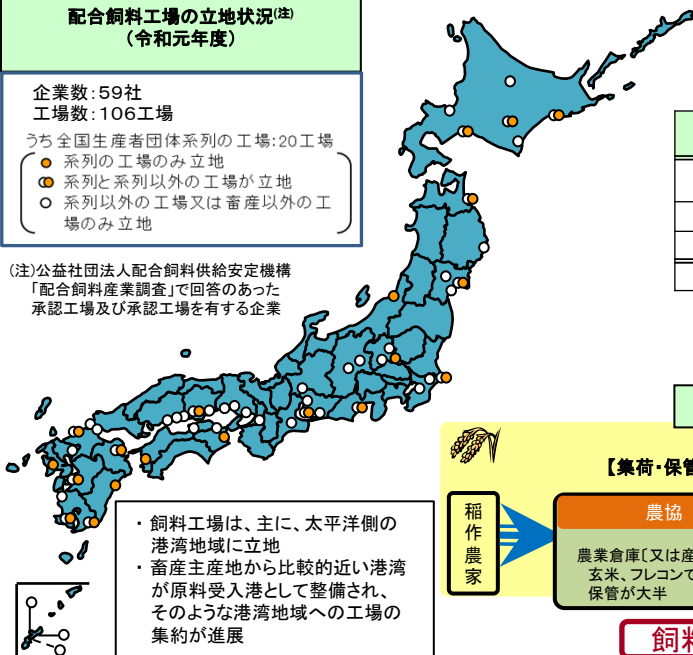 配合飼料工場の立地状況(注)
(令和元年度)
企業数:59社
工場数:106工場
うち全国生産者団体系列の工場:20工場
系列の工場のみ立地
系列と系列以外の工場が立地
系列以外の工場又は畜産以外の工
場のみ立地
(注)公益社団法人配合飼料供給安定機構
「配合飼料産業調査」で回答のあった
承認工場及び承認工場を有する企業
・飼料工場は、主に、太平洋側の
港湾地域に立地
・畜産主産地から比較的近い港湾
が原料受入港として整備され、
そのような港湾地域への工場の
集約が進展
【集荷・保管
稲作農家
農協
農業倉庫〔又は産
玄米、フレコンで
保管が大半
飼料